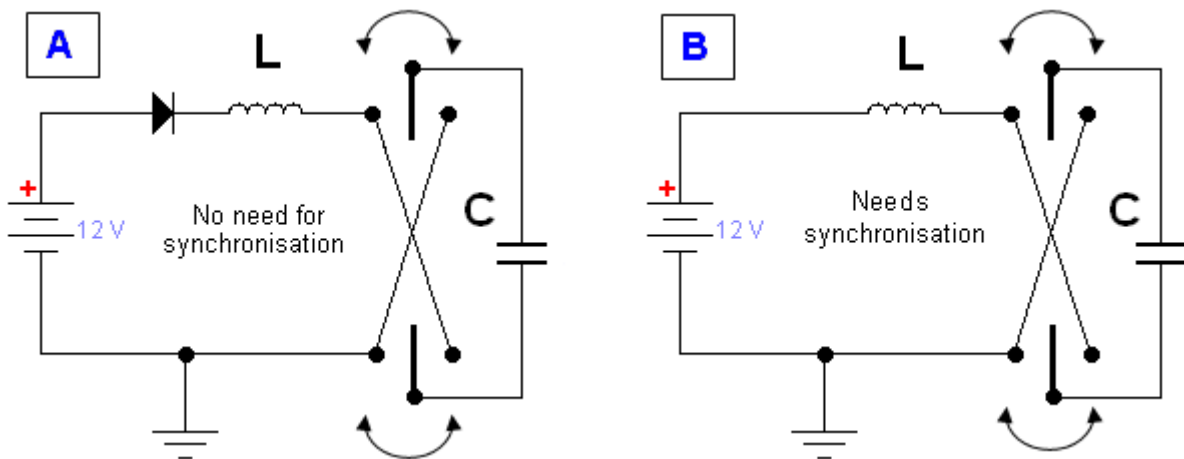 A
L
+
12 V
No need for
synchronisation
C
B
L
+
12 V
Needs
synchronisation
C